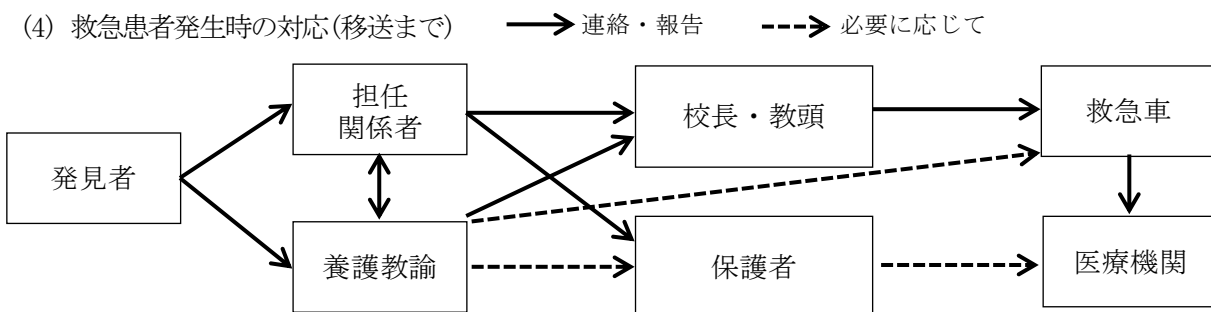 (4) 救急患者発生時の対応(移送まで)
連絡・報告
必要に応じて
発見者
担任
関係者
養護教諭
校長・教頭
保護者
救急車
医療機関